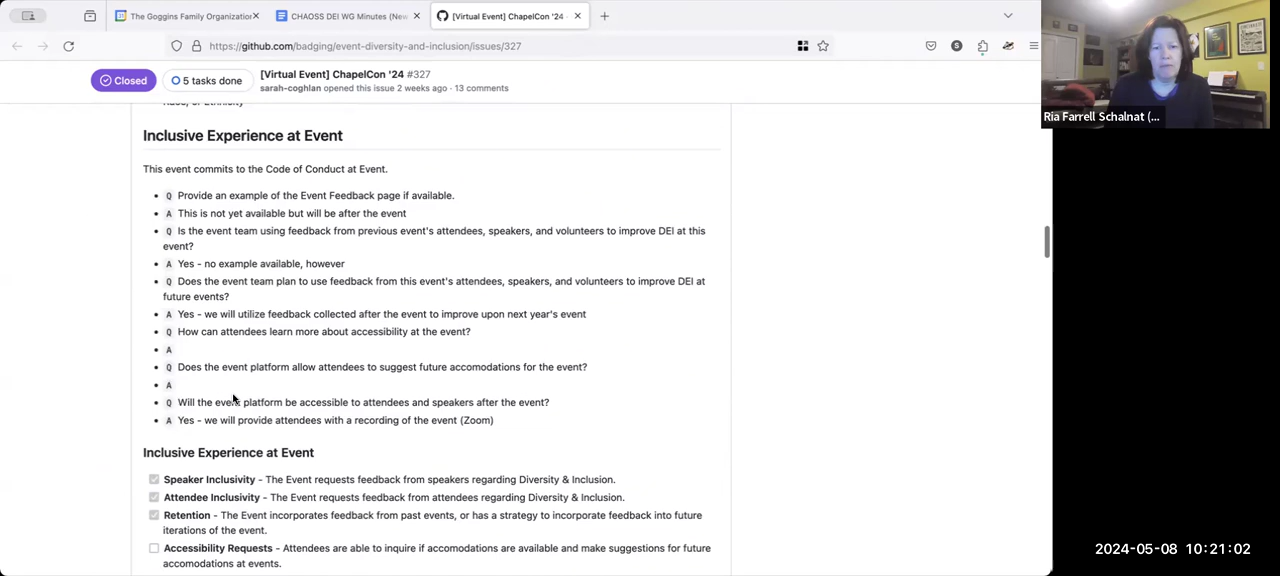 The Goggins Family Organization
CHAOSS DEI WG Minutes (New
[Virtual Event] ChapelCon '24
https://github.com/badging/event-diversity-and-inclusion/issues/327
S
Closed
5 tasks done
[Virtual Event] ChapelCon '24 #327
sarah-coghlan opened this issue 2 weeks ago · 13 comments
Race, or Ethnicity
Inclusive Experience at Event
This event commits to the Code of Conduct at Event.
• Q Provide an example of the Event Feedback page if available.
• A This is not yet available but will be after the event
• Q Is the event team using feedback from previous event's attendees, speakers, and volunteers to improve DEI at this
event?
• A Yes - no example available, however
• Q Does the event team plan to use feedback from this event's attendees, speakers, and volunteers to improve DEI at
future events?
• A Yes - we will utilize feedback collected after the event to improve upon next year's event
• Q How can attendees learn more about accessibility at the event?
• A
• Q Does the event platform allow attendees to suggest future accomodations for the event?
• A
• Q Will the event platform be accessible to attendees and speakers after the event?
• A Yes - we will provide attendees with a recording of the event (Zoom)
Inclusive Experience at Event
Speaker Inclusivity - The Event requests feedback from speakers regarding Diversity & Inclusion.
Attendee Inclusivity - The Event requests feedback from attendees regarding Diversity & Inclusion.
Retention - The Event incorporates feedback from past events, or has a strategy to incorporate feedback into future
iterations of the event.
Accessibility Requests - Attendees are able to inquire if accomodations are available and make suggestions for future
accomodations at events.
Ria Farrell Schalnat (...
2024-05-08 10:21:02